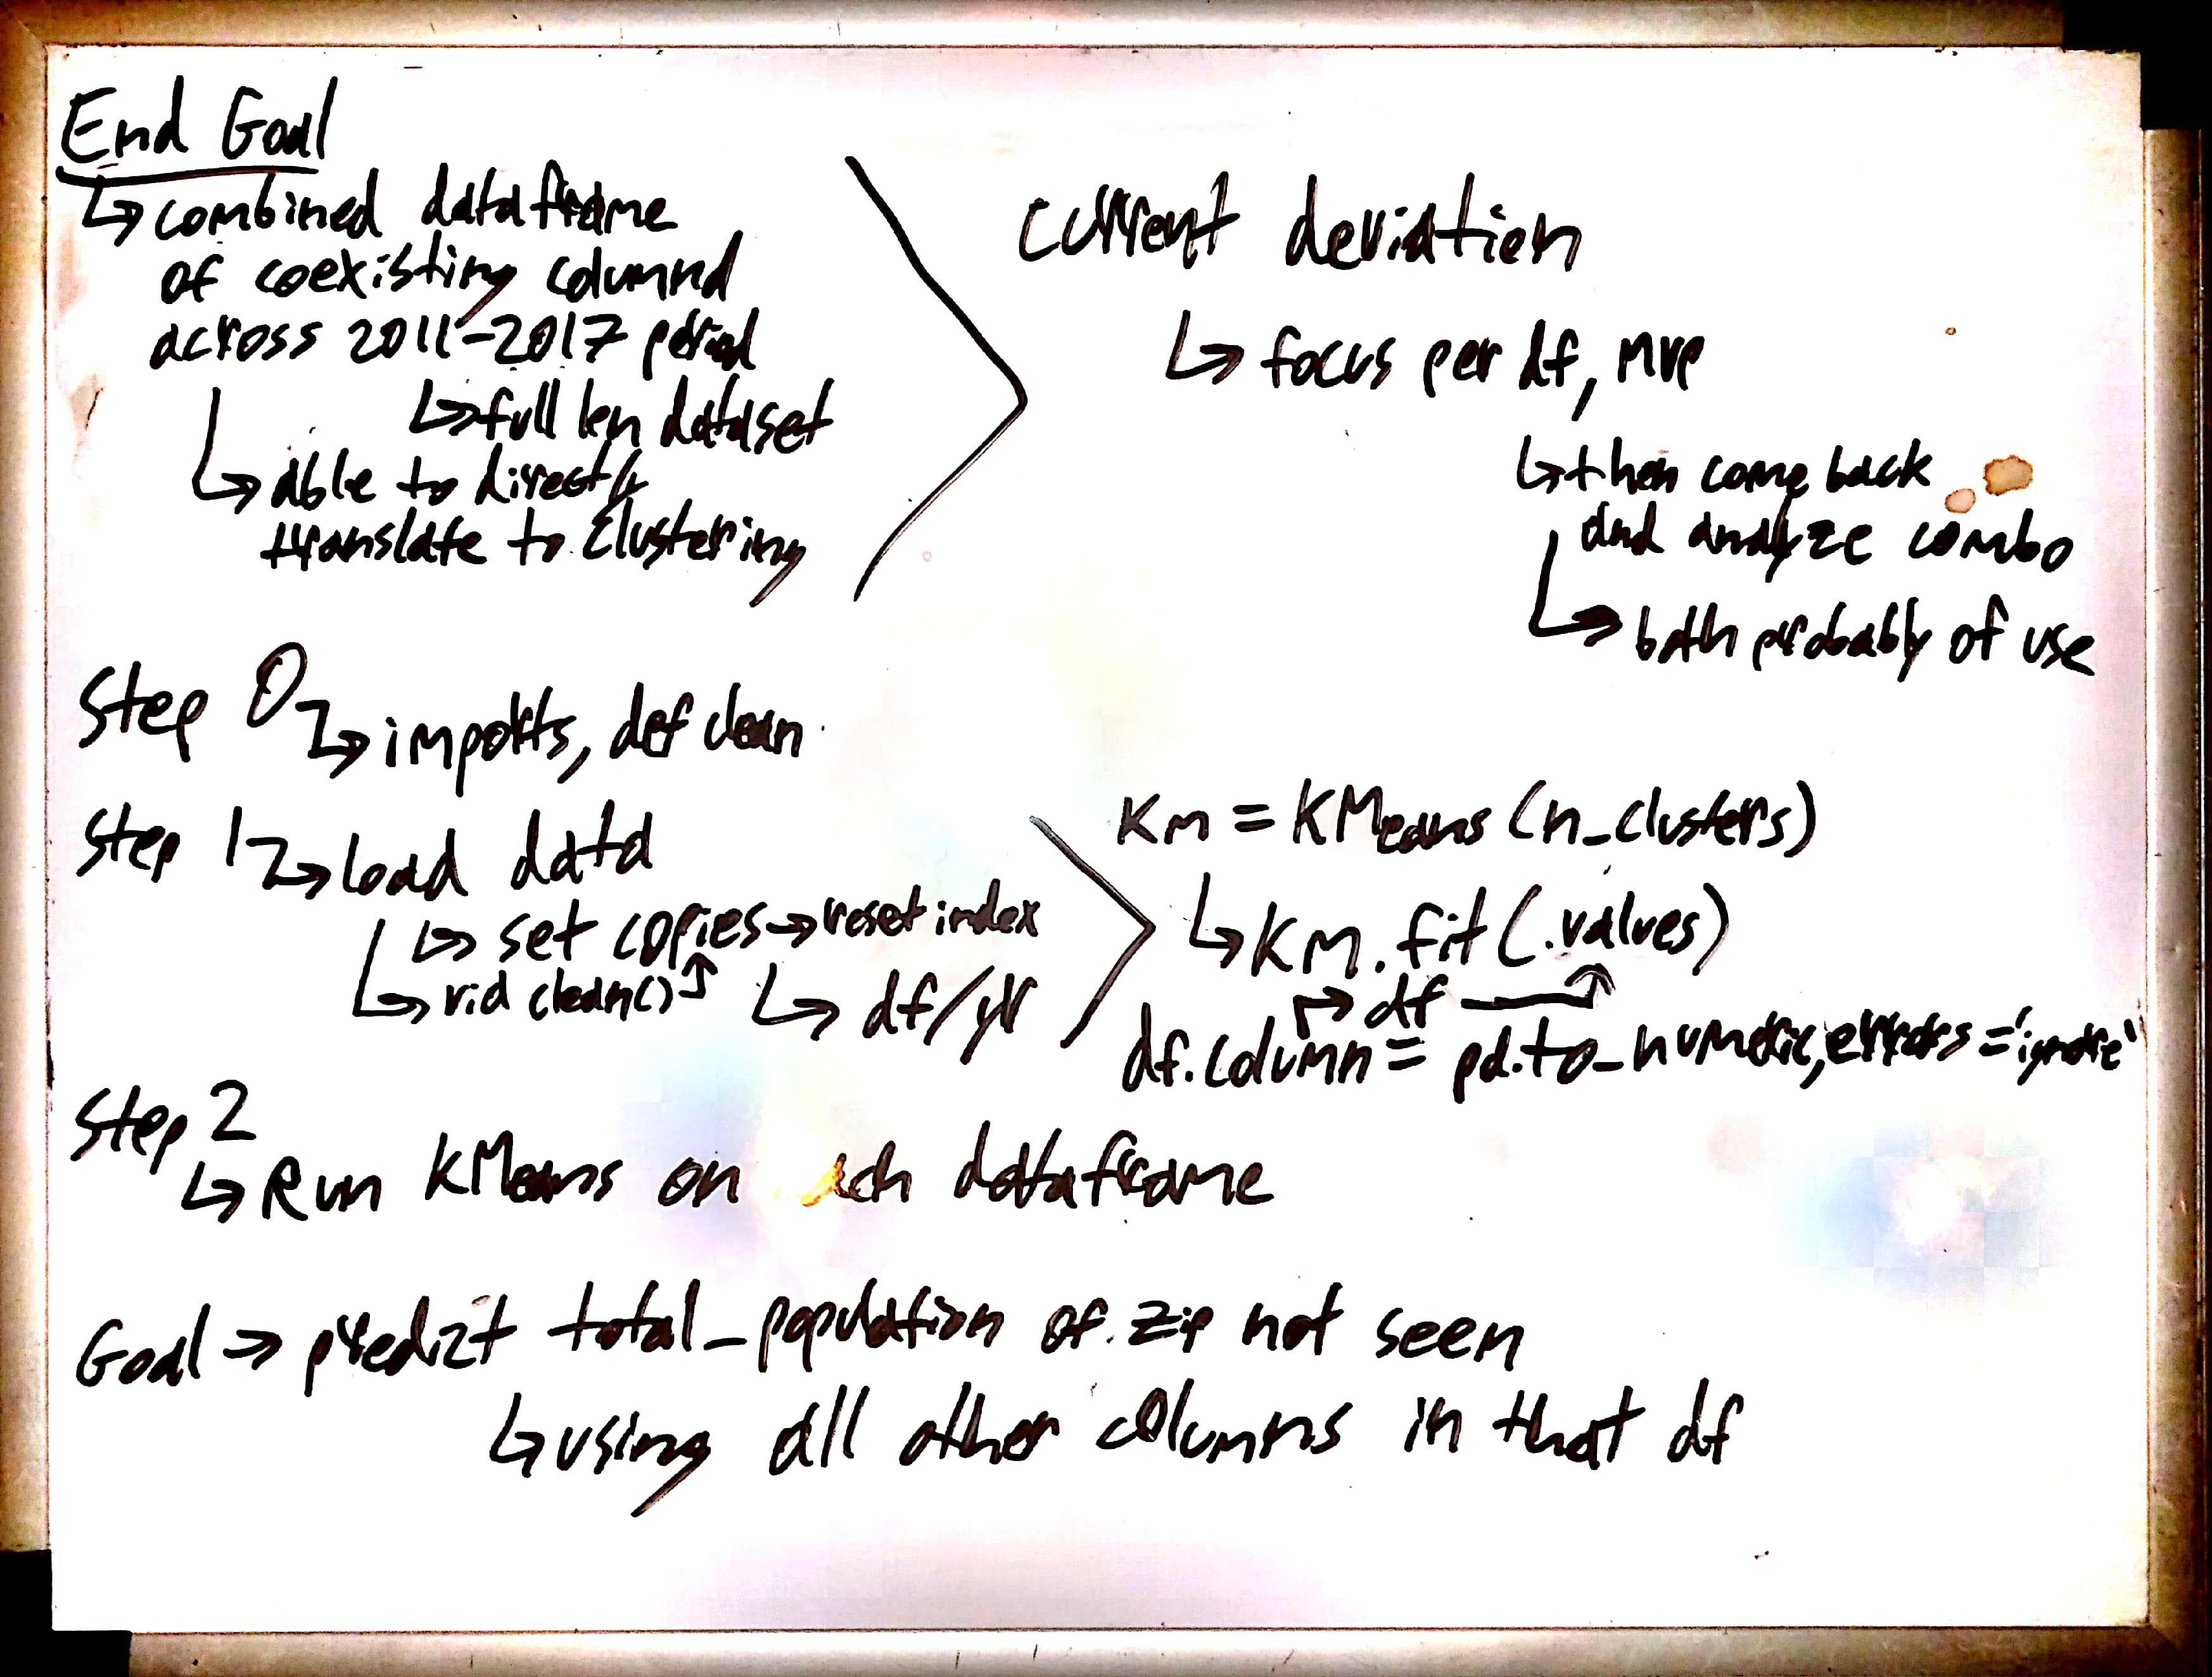 End Goal
↳ combined dataframe
of coexisting columnd
across 2011-2017 period
↳ full len dataset
↳ able to directly
translate to clustering
current deviation
↳ focus per df, mvp
↳ then come back
and analyze combo
↳ both probably of use
Step 0 ↳ imports, def clean
Step 1 ↳ load data
↳ set copies → reset index
↳ rid clean() ↑ ↳ df/yr
Km = KMeans (n_clusters)
↳ Km.fit(.values)
↱ df ↗
df.column = pd.to_numeric, errors = 'ignore'
Step 2
↳ Run KMeans on ach dataframe
Goal → predict total_population of zip not seen
↳ using all other columns in that df